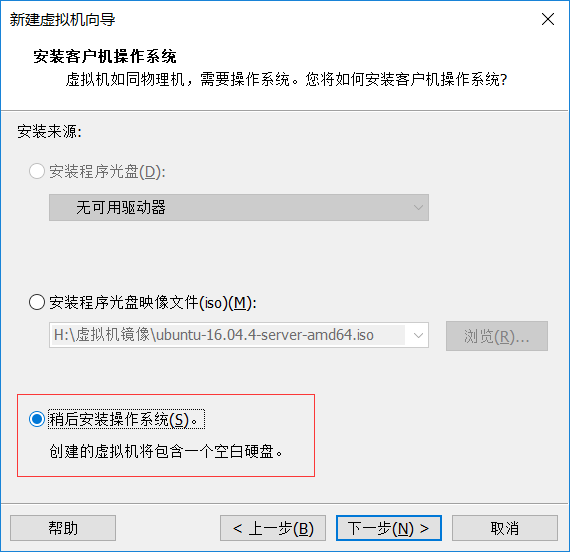 新建虚拟机向导
安装客户机操作系统
虚拟机如同物理机，需要操作系统。您将如何安装客户机操作系统?
安装来源:
安装程序光盘(D):
无可用驱动器
安装程序光盘映像文件(iso)(M):
H:\虚拟机镜像\ubuntu-16.04.4-server-amd64.iso
浏览(R)...
稍后安装操作系统(S)。
创建的虚拟机将包含一个空白硬盘。
帮助
< 上一步(B)
下一步(N) >
取消